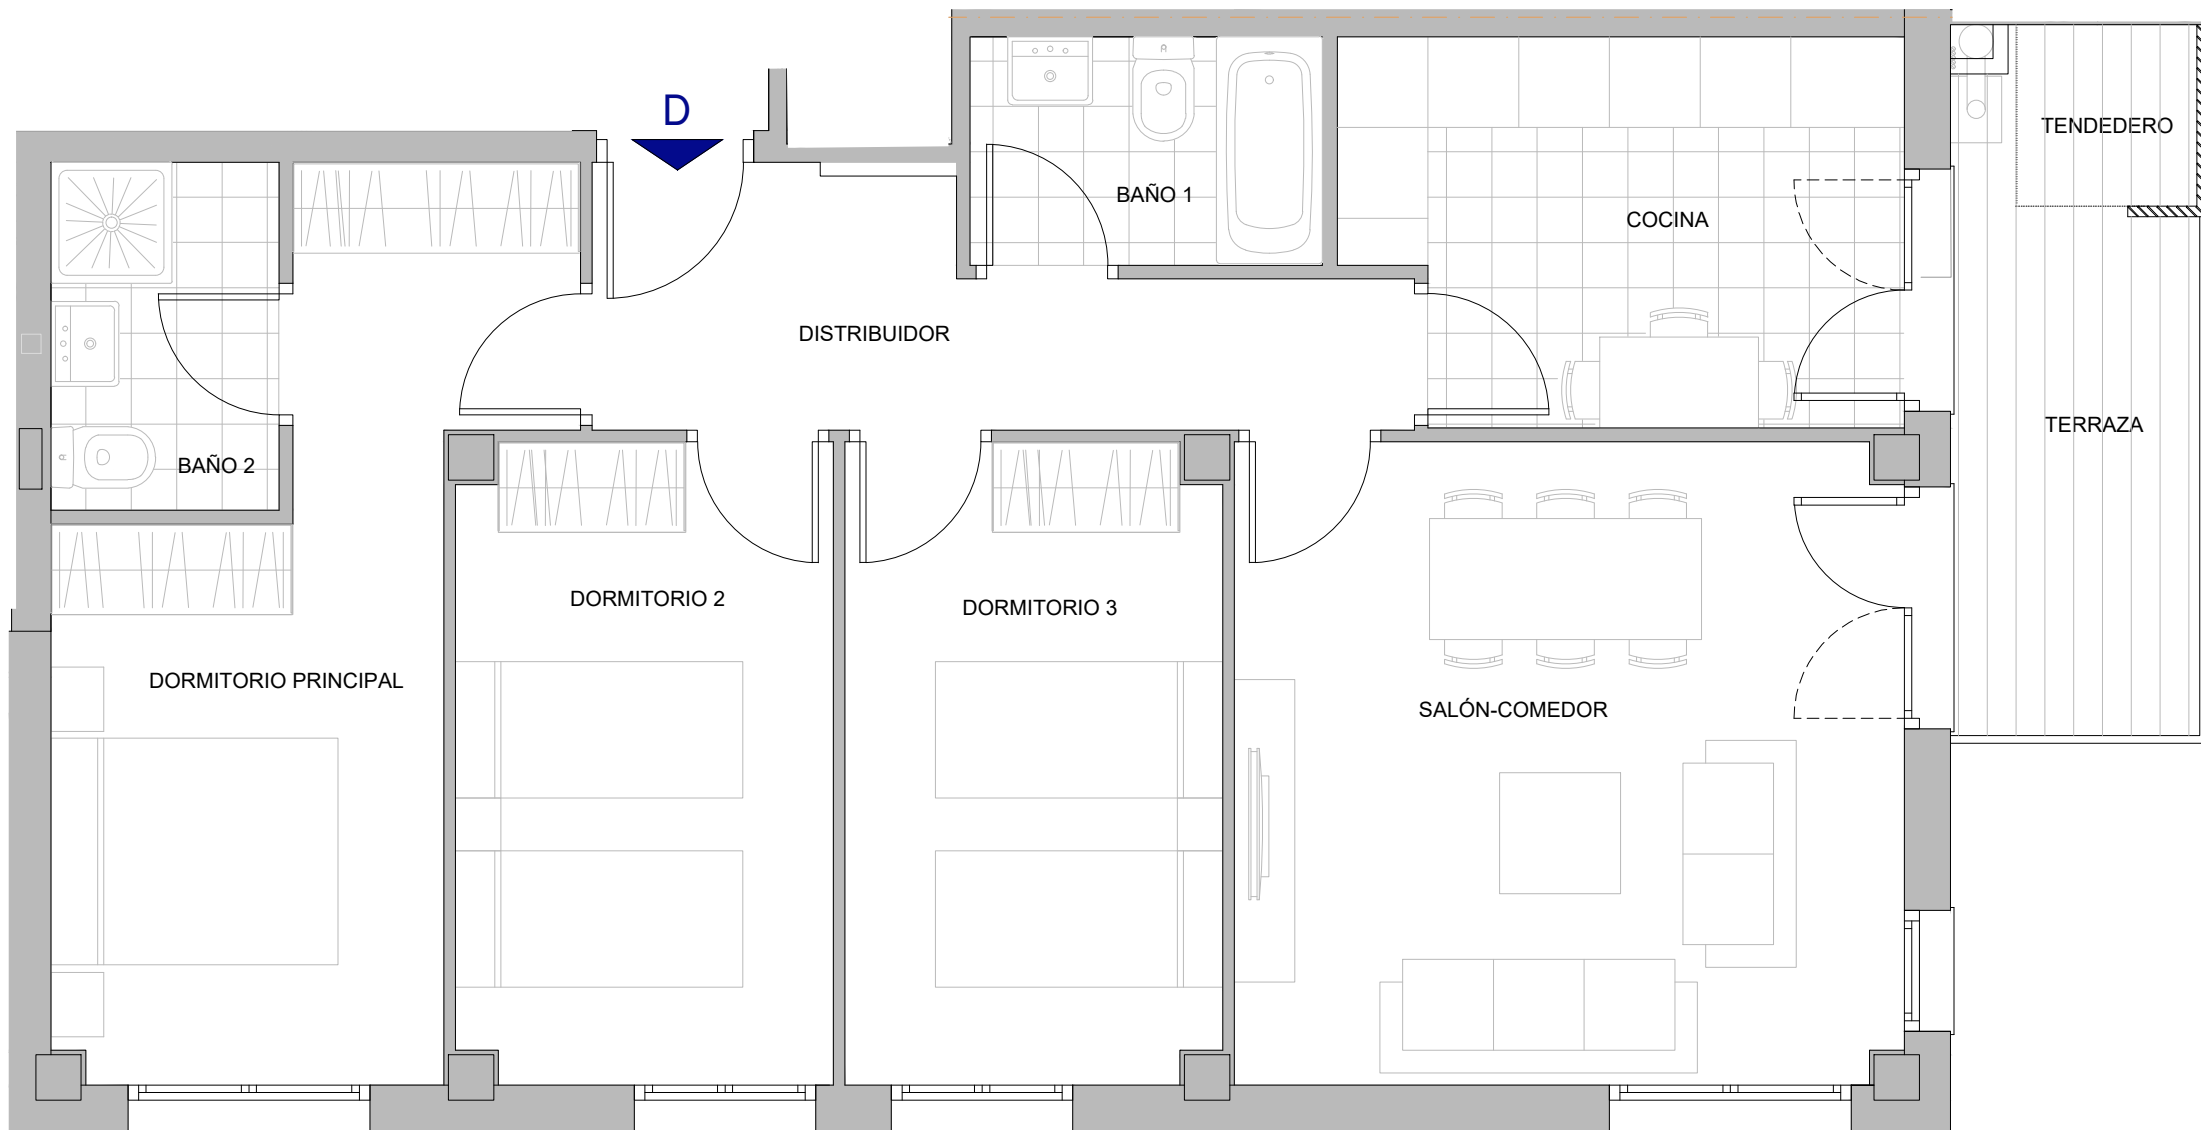 D
TENDEDERO
BAÑO 1
COCINA
DISTRIBUIDOR
TERRAZA
BAÑO 2
DORMITORIO 2
DORMITORIO 3
DORMITORIO PRINCIPAL
SALÓN-COMEDOR